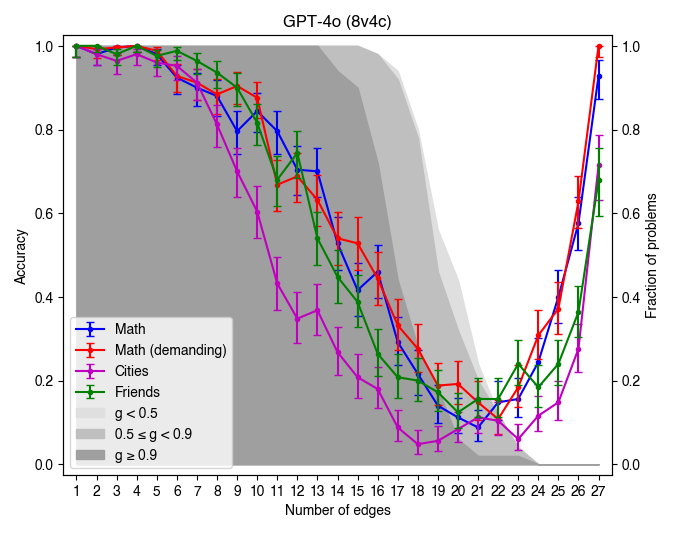 GPT-4o (8v4c)
1.0
0.8
0.6
0.4
0.2
0.0
Accuracy
1.0
0.8
0.6
0.4
0.2
0.0
Fraction of problems
Math
Math (demanding)
Cities
Friends
g < 0.5
0.5 ≤ g < 0.9
g ≥ 0.9
1 2 3 4 5 6 7 8 9 10 11 12 13 14 15 16 17 18 19 20 21 22 23 24 25 26 27
Number of edges